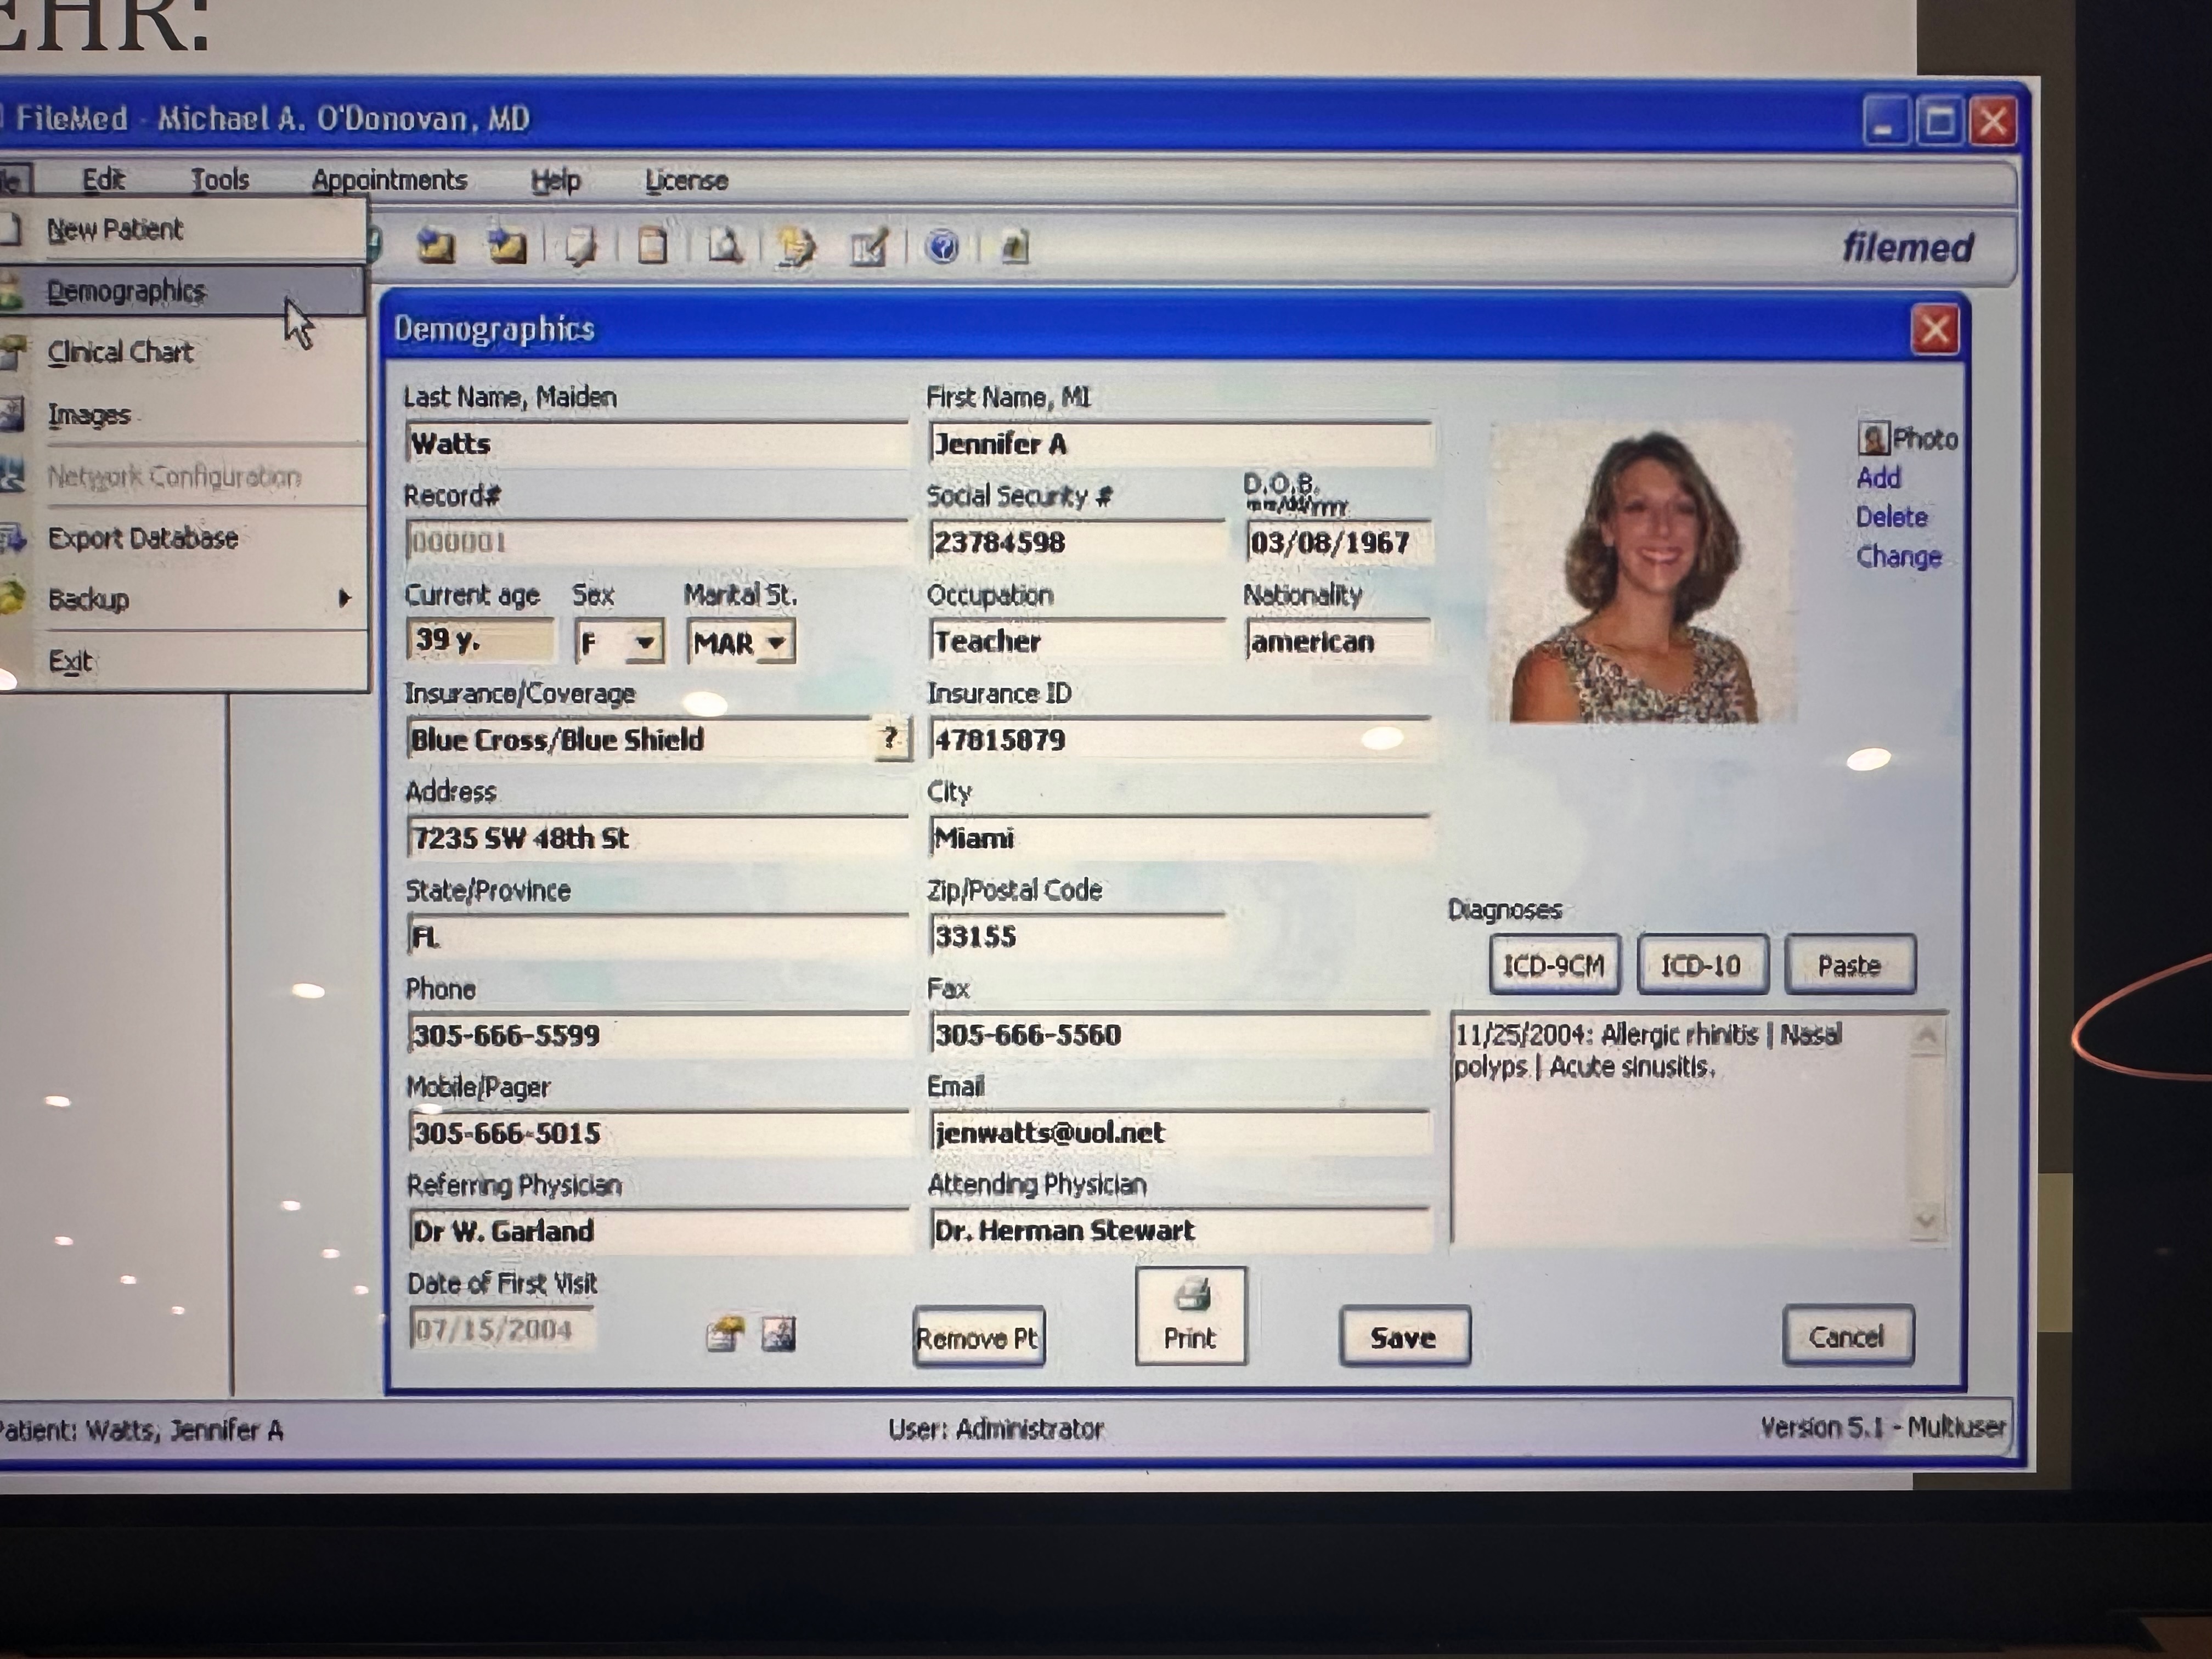 EHR:
FileMed - Michael A. O'Donovan, MD
Edit Tools Appointments Help License
New Patient
Demographics
Clinical Chart
Images
Network Configuration
Export Database
Backup
Exit
filemed
Demographics
Last Name, Maiden First Name, MI
Watts Jennifer A
Photo
Add
Delete
Change
Record# Social Security # D.O.B.
mm/dd/yyyy
000001 23784598 03/08/1967
Current age Sex Marital St. Occupation Nationality
39 y. F MAR Teacher american
Insurance/Coverage Insurance ID
Blue Cross/Blue Shield ? 47815879
Address City
7235 SW 48th St Miami
State/Province Zip/Postal Code
FL 33155
Diagnoses
ICD-9CM ICD-10 Paste
Phone Fax
305-666-5599 305-666-5560
11/25/2004: Allergic rhinitis | Nasal
polyps | Acute sinusitis.
Mobile/Pager Email
305-666-5015 jenwatts@uol.net
Referring Physician Attending Physician
Dr W. Garland Dr. Herman Stewart
Date of First Visit
07/15/2004
Remove Pt Print Save Cancel
Patient: Watts, Jennifer A User: Administrator Version 5.1 - Multiuser